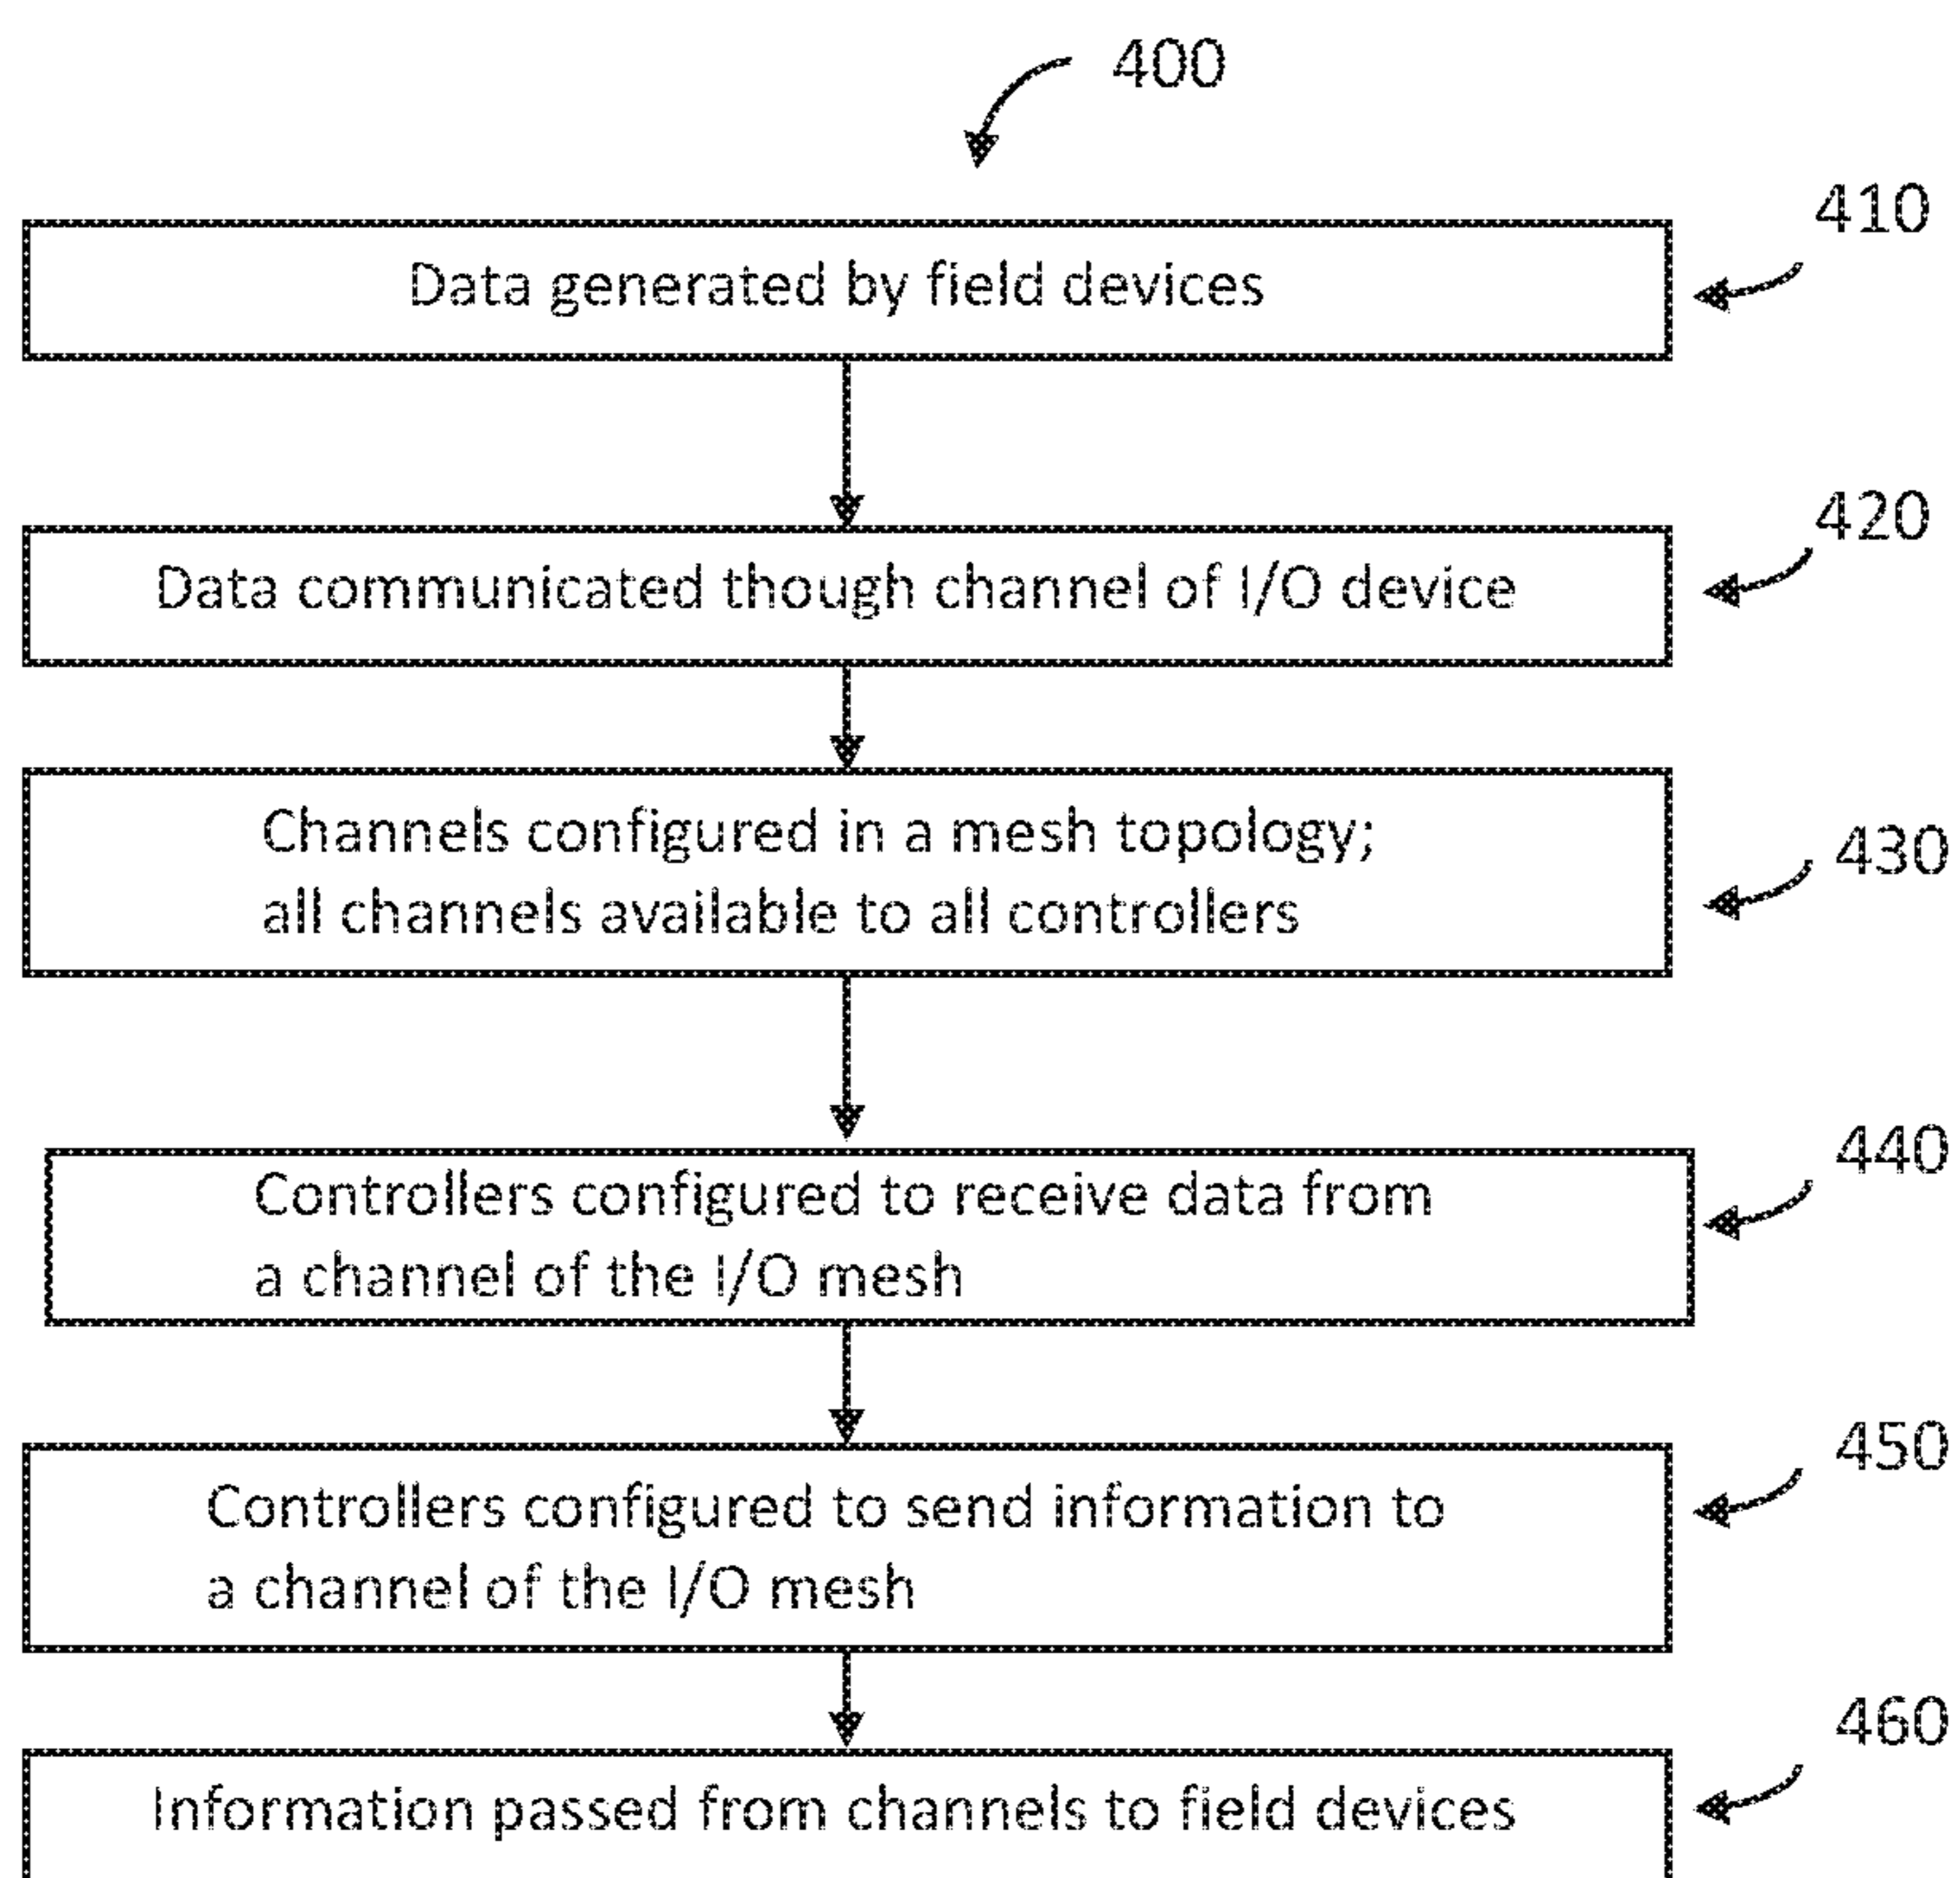 400
410
Data generated by field devices
420
Data communicated though channel of I/O device
Channels configured in a mesh topology;
430
all channels available to all controllers
440
Controllers configured to receive data from
a channel of the I/O mesh
450
Controllers configured to send information to
a channel of the I/O mesh
460
Information passed from channels to field devices